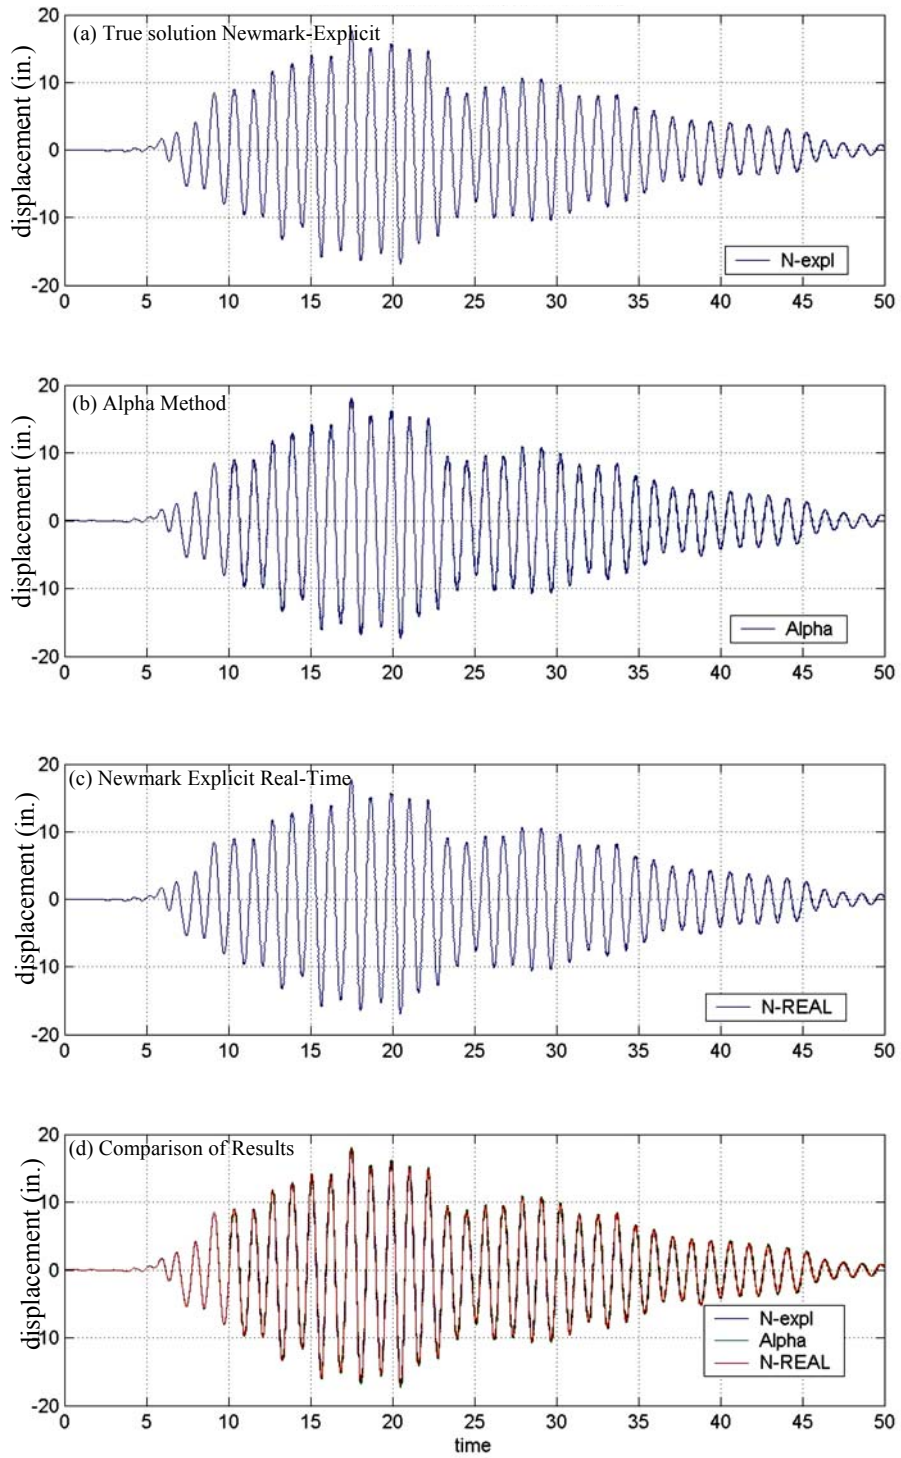 20
(a) True solution Newmark-Explicit
10
0
-10
-20
displacement (in.)
N-expl
0 5 10 15 20 25 30 35 40 45 50
20
(b) Alpha Method
10
0
-10
-20
displacement (in.)
Alpha
0 5 10 15 20 25 30 35 40 45 50
20
(c) Newmark Explicit Real-Time
10
0
-10
-20
displacement (in.)
N-REAL
0 5 10 15 20 25 30 35 40 45 50
20
(d) Comparison of Results
10
0
-10
-20
displacement (in.)
N-expl
Alpha
N-REAL
0 5 10 15 20 25 30 35 40 45 50
time